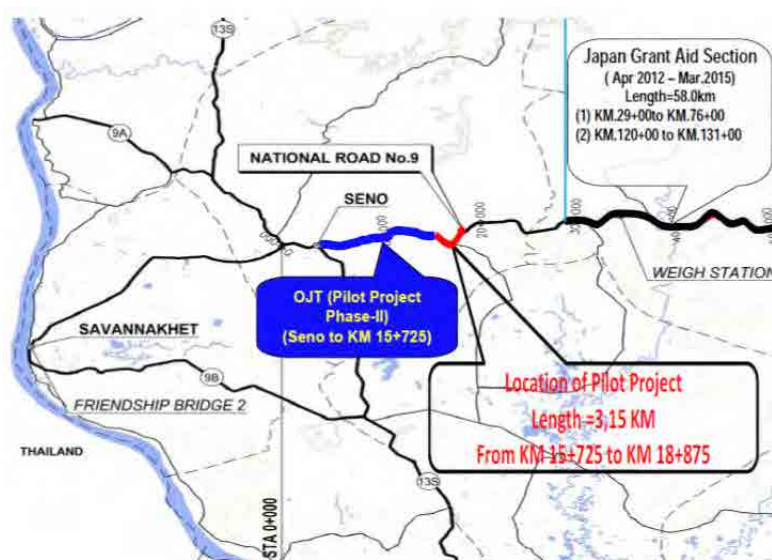 13S
Japan Grant Aid Section
( Apr 2012 – Mar.2015)
Length=58.0km
(1) KM.29+00to KM.76+00
(2) KM.120+00 to KM.131+00
9A
NATIONAL ROAD No.9
SENO
WEIGH STATION
OJT (Pilot Project
Phase-II)
(Seno to KM 15+725)
SAVANNAKHET
9B
FRIENDSHIP BRIDGE 2
Location of Pilot Project
Length =3,15 KM
From KM 15+725 to KM 18+875
THAILAND
13S
STA 0+000